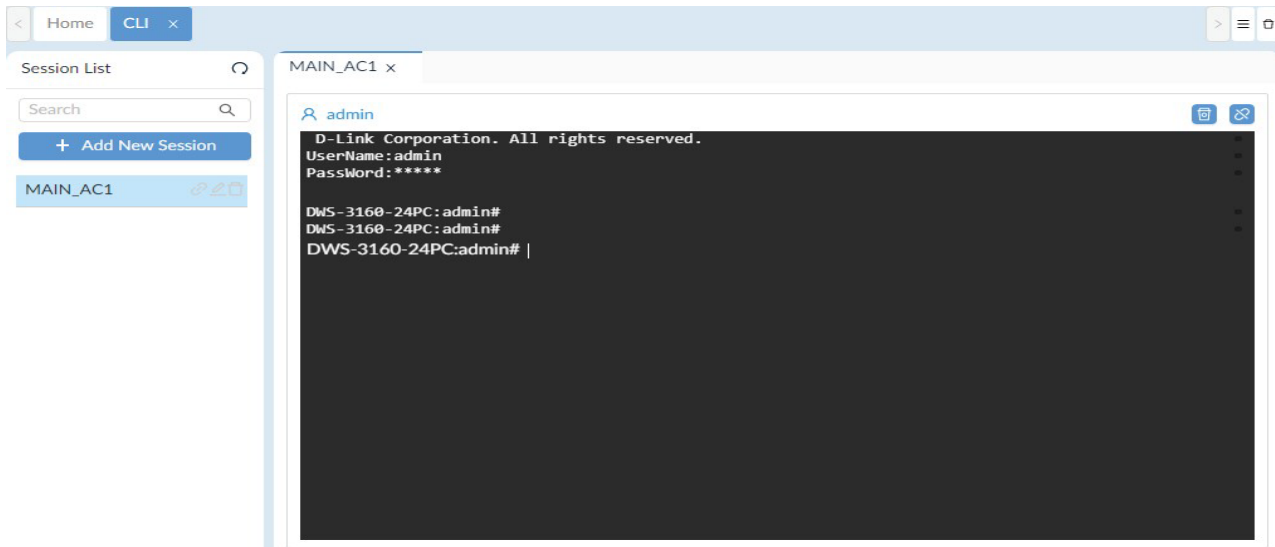 Home CLI ×
Session List
MAIN_AC1 ×
Search
admin
+ Add New Session
D-Link Corporation. All rights reserved.
UserName:admin
PassWord:*****
MAIN_AC1
DWS-3160-24PC:admin#
DWS-3160-24PC:admin#
DWS-3160-24PC:admin# |